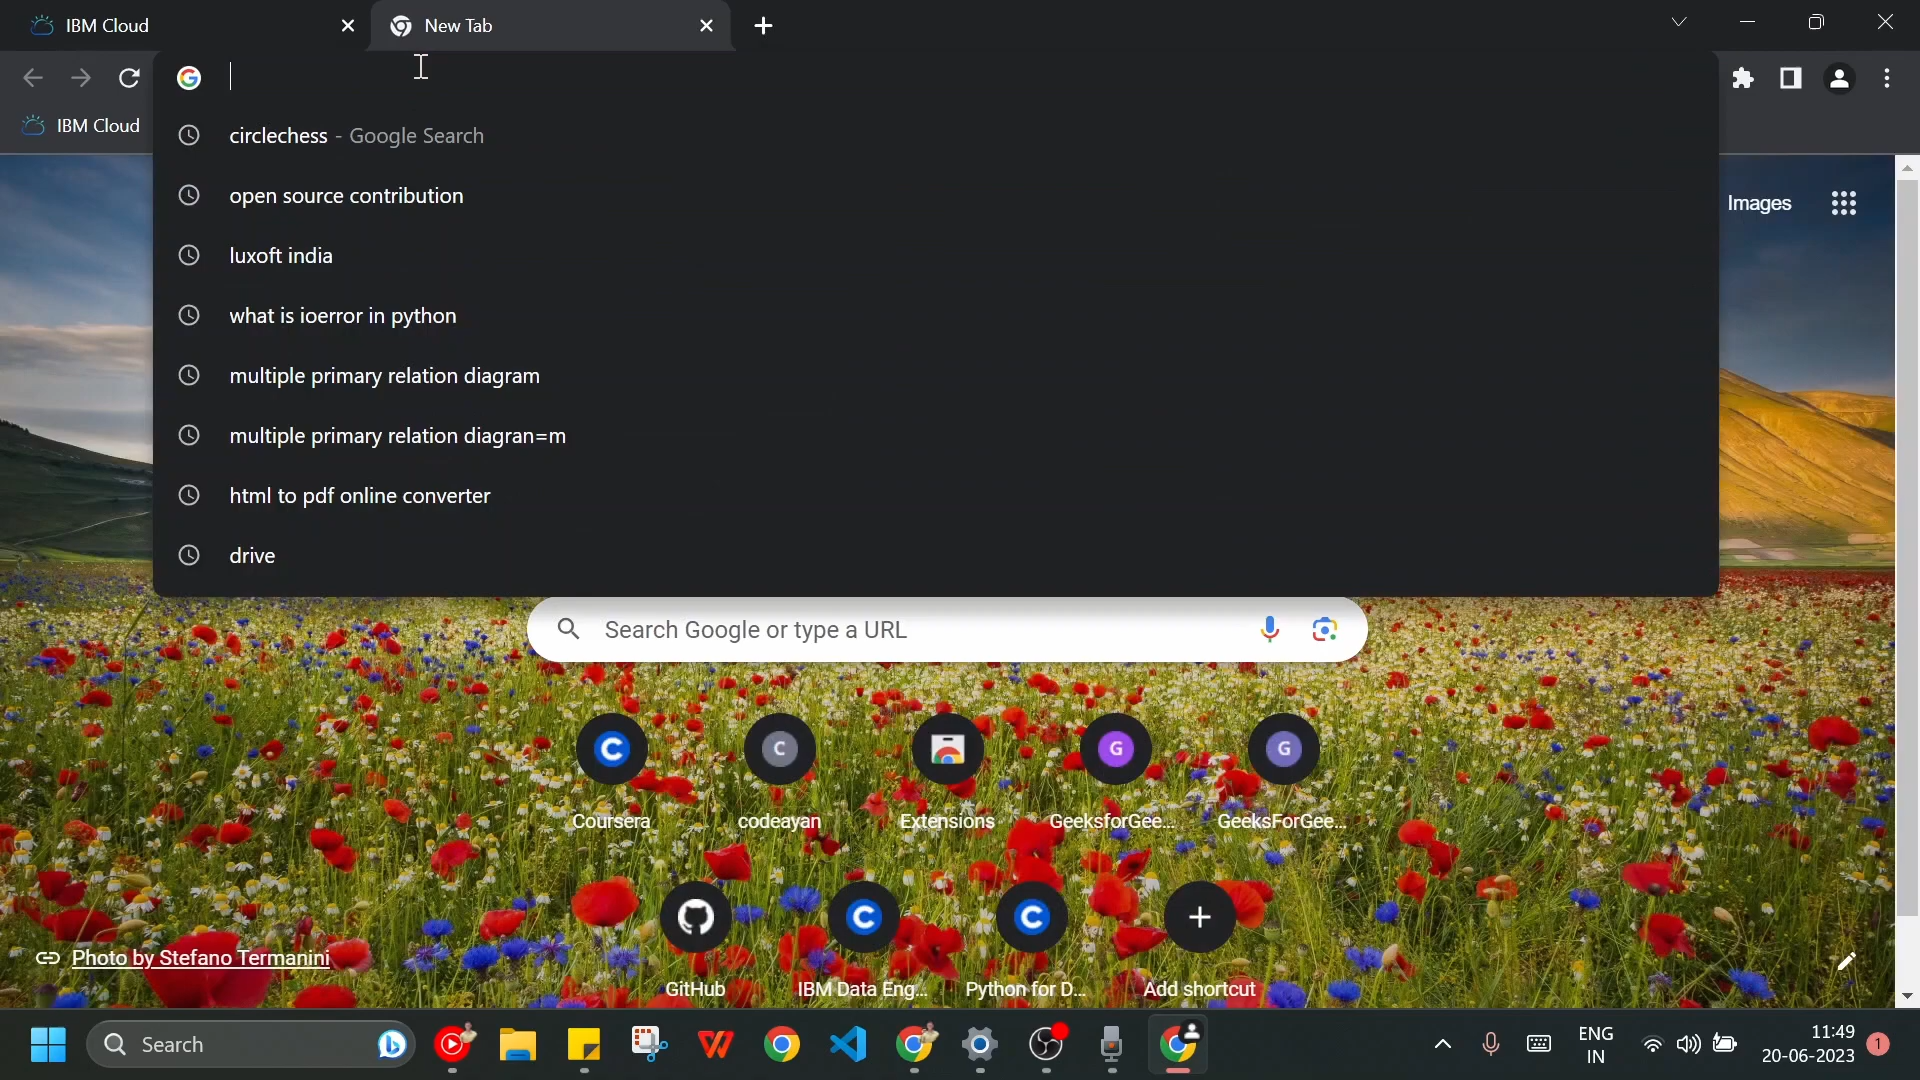 IBM Cloud
New Tab
IBM Cloud
circlechess - Google Search
open source contribution
luxoft india
what is ioerror in python
multiple primary relation diagram
multiple primary relation diagran=m
html to pdf online converter
drive
Images
Search Google or type a URL
C
G
G
Coursera
codeayan
Extensions
GeeksforGee...
GeeksForGee...
GitHub
IBM Data Eng...
Python for D...
Add shortcut
Photo by Stefano Termanini
Search
ENG
IN
11:49
20-06-2023
1